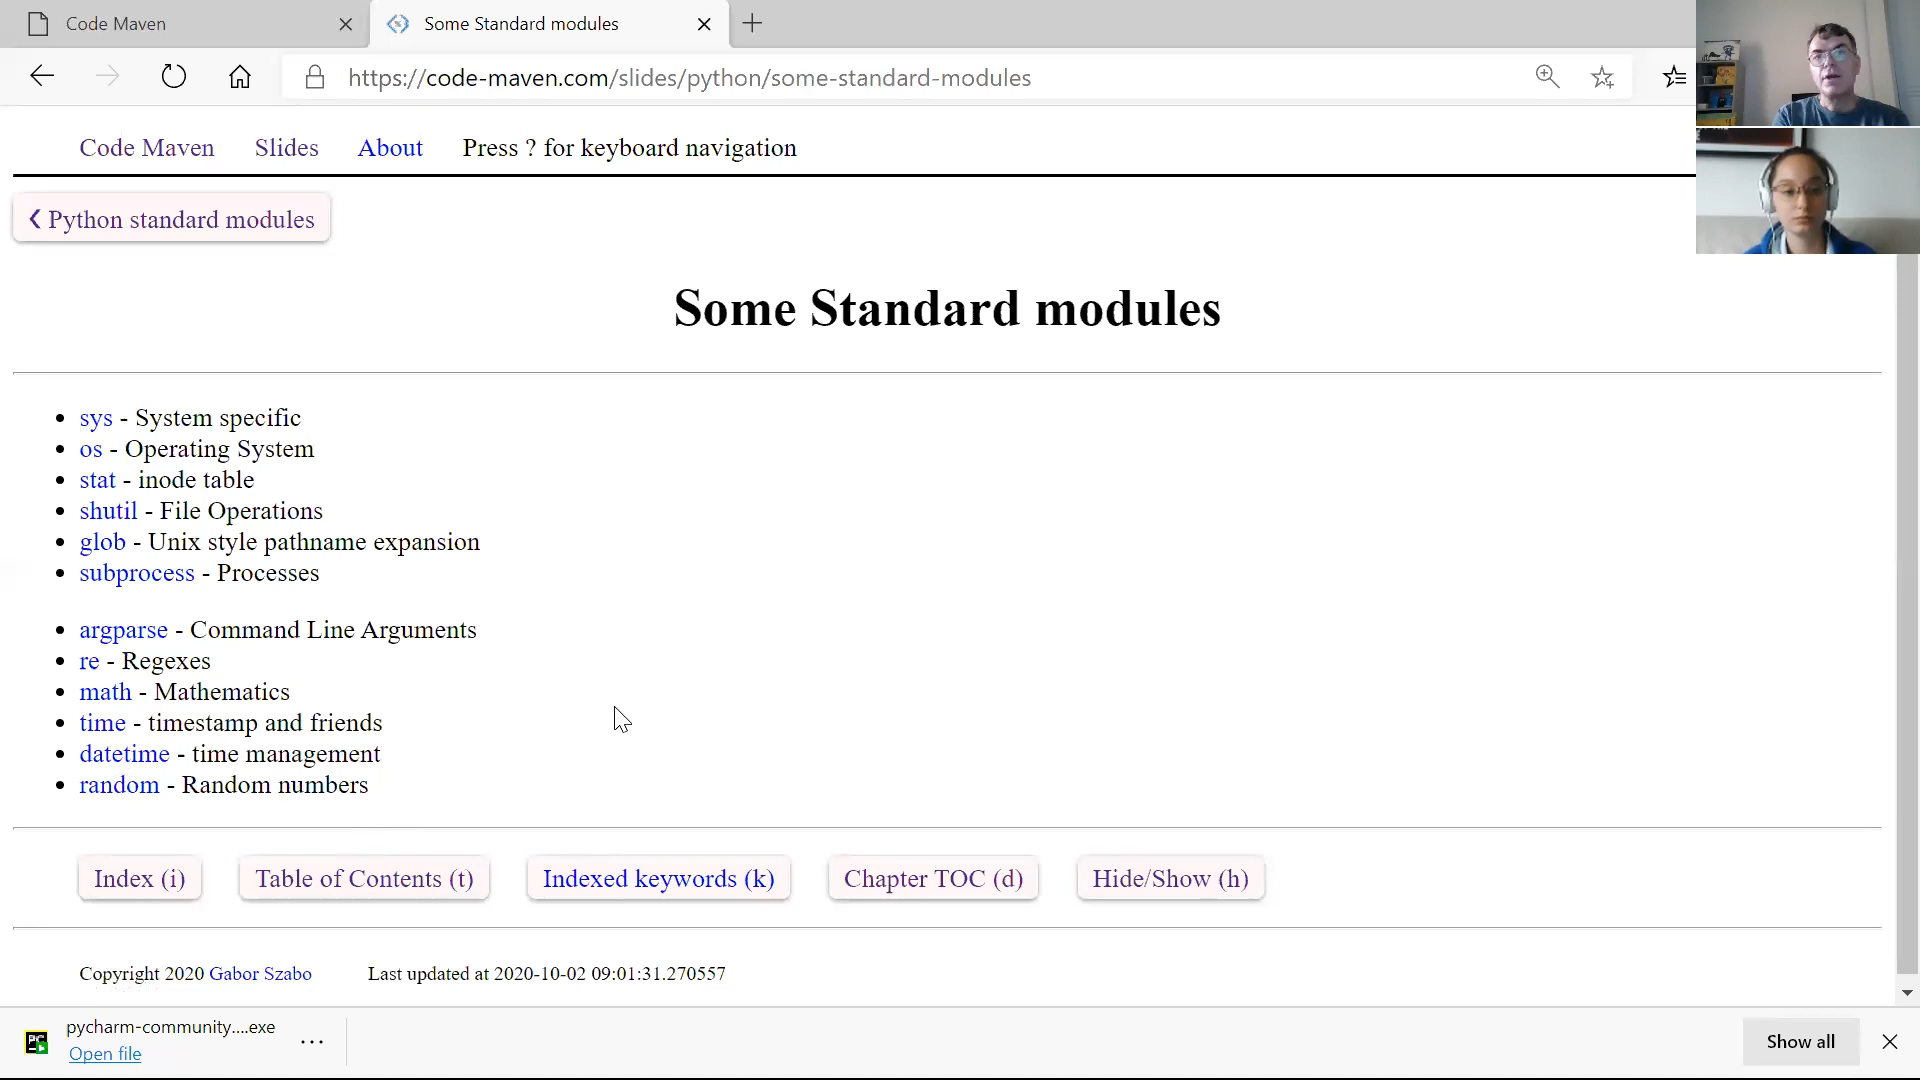 Code Maven
Some Standard modules
https://code-maven.com/slides/python/some-standard-modules
Code Maven Slides About Press ? for keyboard navigation
❮ Python standard modules
Some Standard modules
• sys - System specific
• os - Operating System
• stat - inode table
• shutil - File Operations
• glob - Unix style pathname expansion
• subprocess - Processes
• argparse - Command Line Arguments
• re - Regexes
• math - Mathematics
• time - timestamp and friends
• datetime - time management
• random - Random numbers
Index (i) Table of Contents (t) Indexed keywords (k) Chapter TOC (d) Hide/Show (h)
Copyright 2020 Gabor Szabo Last updated at 2020-10-02 09:01:31.270557
PC
pycharm-community....exe
Open file
Show all